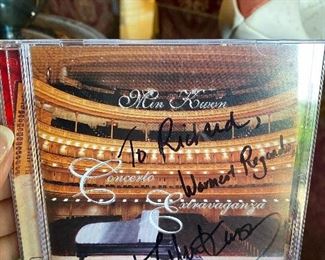 Min Kwon
To Richard,
Concerto
Warmest Regards
Extravaganza